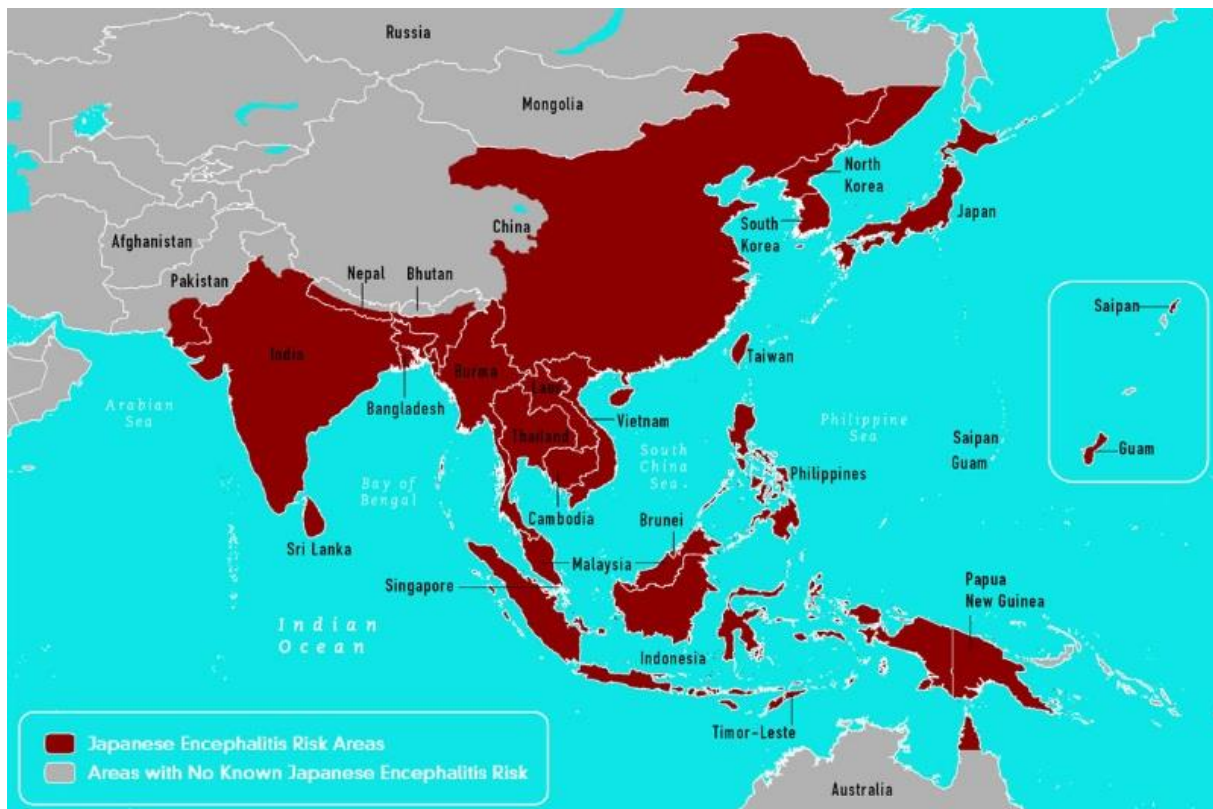 Russia
Mongolia
North
Korea
China
South
Korea
Japan
Afghanistan
Pakistan
Nepal
Bhutan
Saipan
India
Burma
Laos
Taiwan
Arabian
Sea
Bangladesh
Vietnam
Thailand
Philippine
Sea
Saipan
Guam
Guam
South
China
Sea
Bay of
Bengal
Philippines
Cambodia
Brunei
Sri Lanka
Malaysia
Singapore
Papua
New Guinea
Indian
Ocean
Indonesia
Timor-Leste
Japanese Encephalitis Risk Areas
Areas with No Known Japanese Encephalitis Risk
Australia